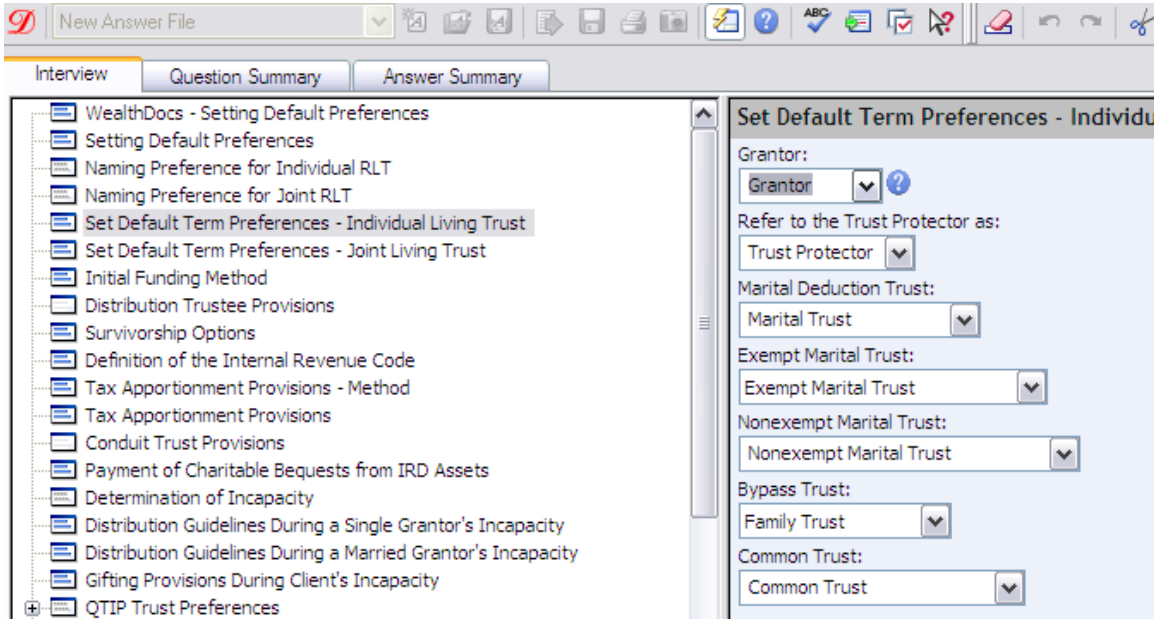 New Answer File
ABC
Interview
Question Summary
Answer Summary
WealthDocs - Setting Default Preferences
Setting Default Preferences
Naming Preference for Individual RLT
Naming Preference for Joint RLT
Set Default Term Preferences - Individual Living Trust
Set Default Term Preferences - Joint Living Trust
Initial Funding Method
Distribution Trustee Provisions
Survivorship Options
Definition of the Internal Revenue Code
Tax Apportionment Provisions - Method
Tax Apportionment Provisions
Conduit Trust Provisions
Payment of Charitable Bequests from IRD Assets
Determination of Incapacity
Distribution Guidelines During a Single Grantor's Incapacity
Distribution Guidelines During a Married Grantor's Incapacity
Gifting Provisions During Client's Incapacity
QTIP Trust Preferences
Set Default Term Preferences - Individu
Grantor:
Grantor
Refer to the Trust Protector as:
Trust Protector
Marital Deduction Trust:
Marital Trust
Exempt Marital Trust:
Exempt Marital Trust
Nonexempt Marital Trust:
Nonexempt Marital Trust
Bypass Trust:
Family Trust
Common Trust:
Common Trust